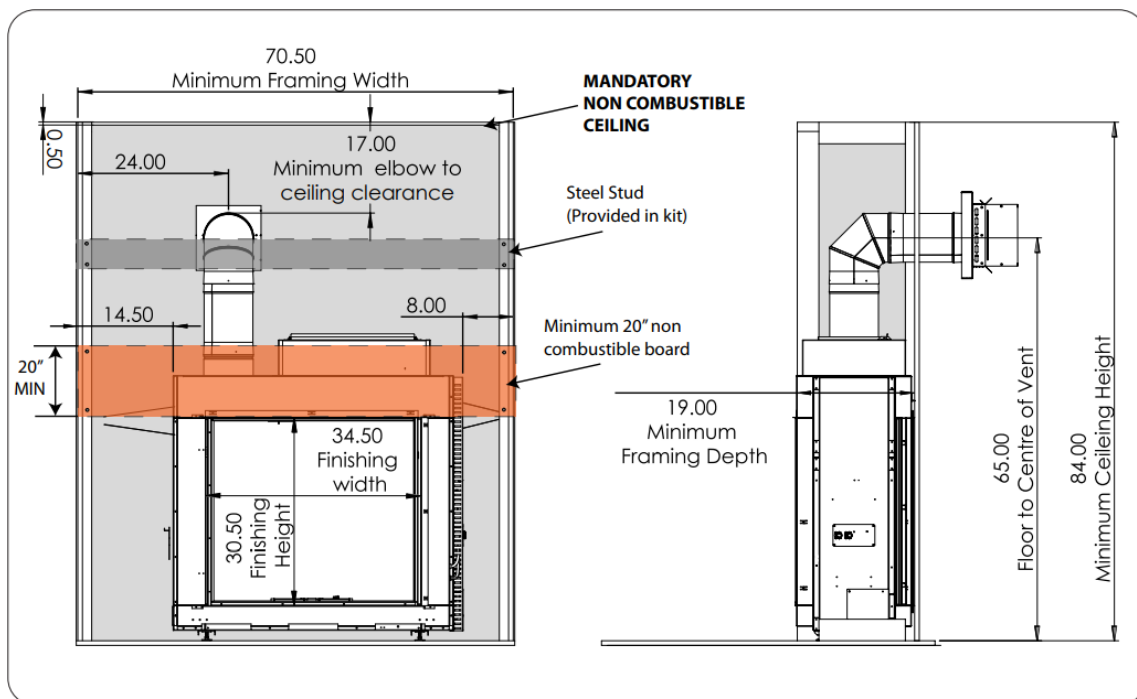 70.50
Minimum Framing Width
MANDATORY
NON COMBUSTIBLE
CEILING
0.50
17.00
Minimum elbow to
ceiling clearance
24.00
Steel Stud
(Provided in kit)
14.50
8.00
Minimum 20" non
combustible board
20"
MIN
34.50
Finishing
width
30.50
Finishing
Height
19.00
Minimum
Framing Depth
65.00
Floor to Centre of Vent
84.00
Minimum Ceileing Height